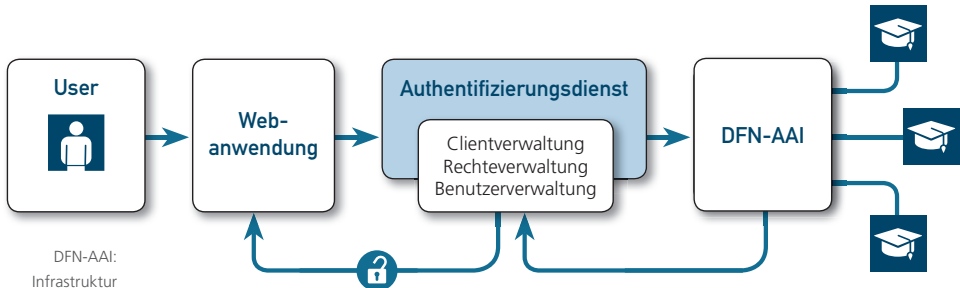 User
Web-
anwendung
Authentifizierungsdienst
Clientverwaltung
Rechteverwaltung
Benutzerverwaltung
DFN-AAI
DFN-AAI:
Infrastruktur